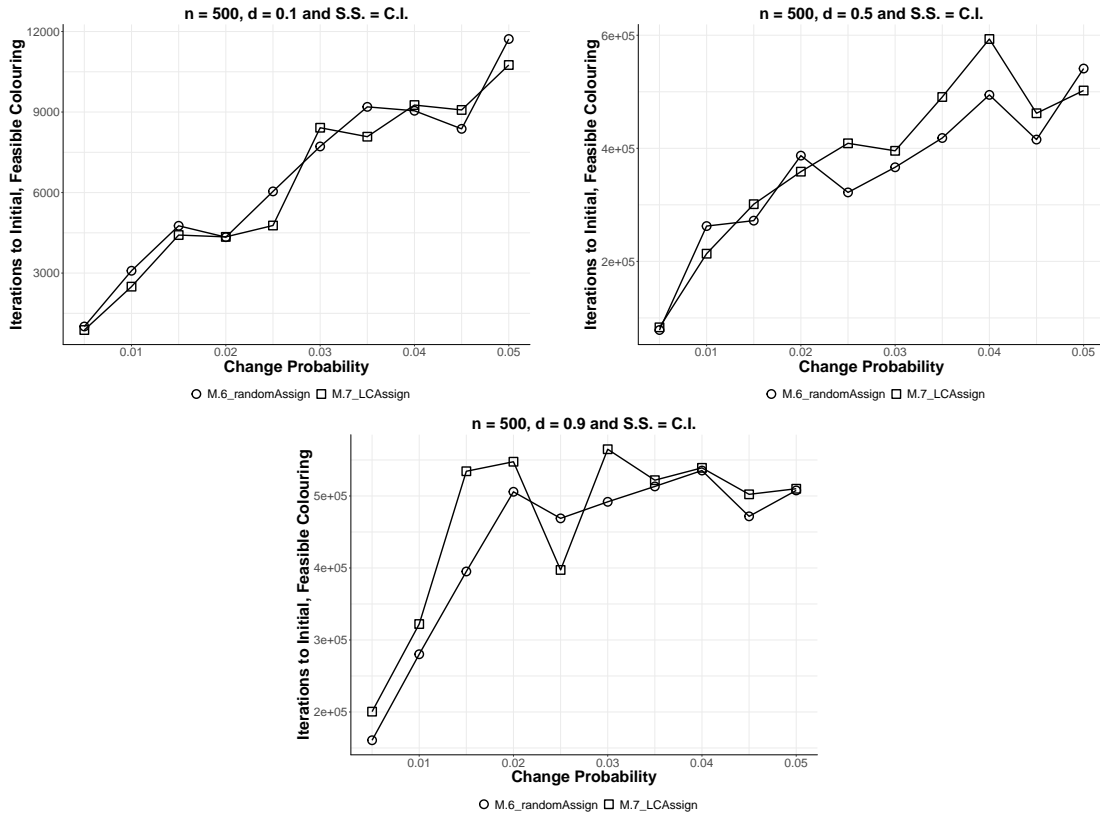 n = 500, d = 0.1 and S.S. = C.I.
Iterations to Initial, Feasible Colouring
12000
9000
6000
3000
0.01 0.02 0.03 0.04 0.05
Change Probability
M.6_randomAssign M.7_LCAssign
n = 500, d = 0.5 and S.S. = C.I.
Iterations to Initial, Feasible Colouring
6e+05
4e+05
2e+05
0.01 0.02 0.03 0.04 0.05
Change Probability
M.6_randomAssign M.7_LCAssign
n = 500, d = 0.9 and S.S. = C.I.
Iterations to Initial, Feasible Colouring
5e+05
4e+05
3e+05
2e+05
0.01 0.02 0.03 0.04 0.05
Change Probability
M.6_randomAssign M.7_LCAssign